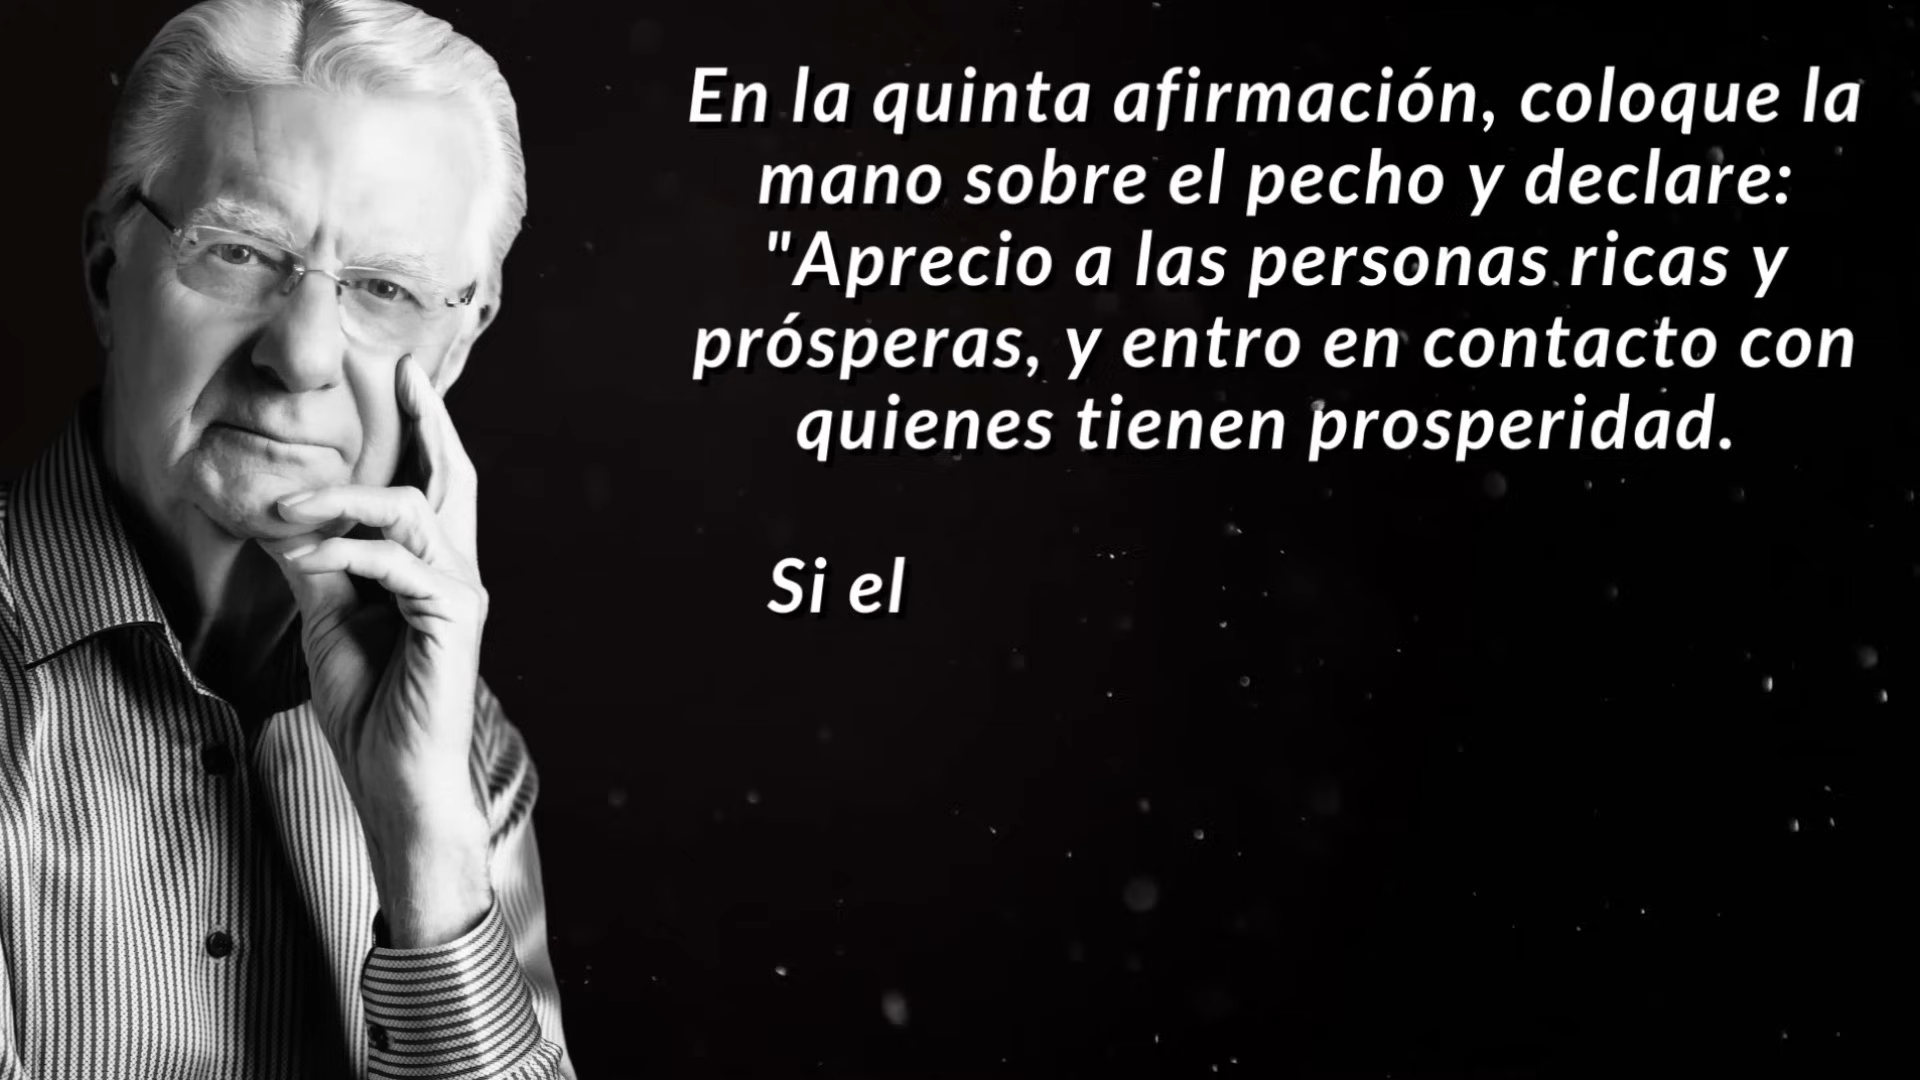 En la quinta afirmación, coloque la
mano sobre el pecho y declare:
"Aprecio a las personas ricas y
prósperas, y entro en contacto con
quienes tienen prosperidad.
Si el